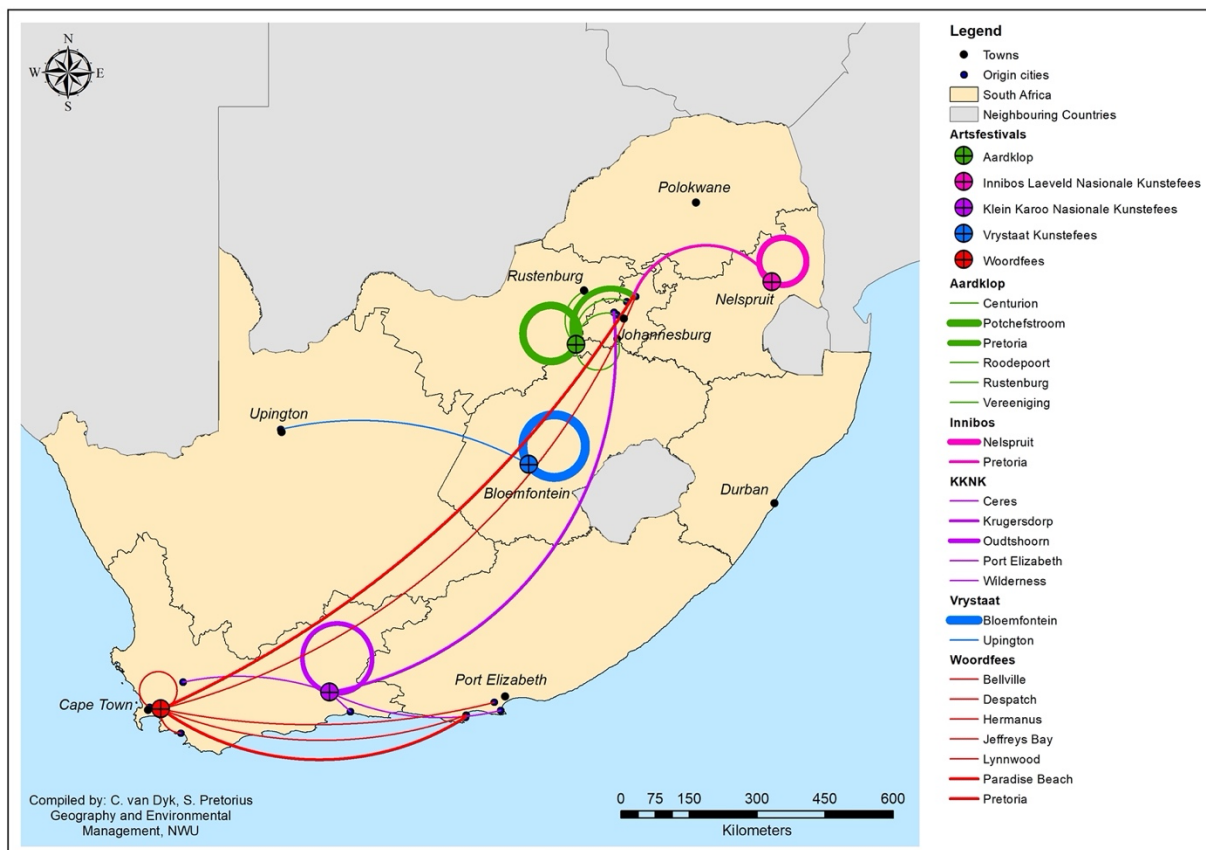 N
W E
S
Polokwane
Rustenburg
Nelspruit
Johannesburg
Upington
Bloemfontein
Durban
Port Elizabeth
Cape Town
Compiled by: C. van Dyk, S. Pretorius
Geography and Environmental
Management, NWU
0 75 150 300 450 600
Kilometers
Legend
Towns
Origin cities
South Africa
Neighbouring Countries
Artsfestivals
Aardklop
Innibos Laeveld Nasionale Kunstefees
Klein Karoo Nasionale Kunstefees
Vrystaat Kunstefees
Woordfees
Aardklop
Centurion
Potchefstroom
Pretoria
Roodepoort
Rustenburg
Vereeniging
Innibos
Nelspruit
Pretoria
KKNK
Ceres
Krugersdorp
Oudtshoorn
Port Elizabeth
Wilderness
Vrystaat
Bloemfontein
Upington
Woordfees
Bellville
Despatch
Hermanus
Jeffreys Bay
Lynnwood
Paradise Beach
Pretoria